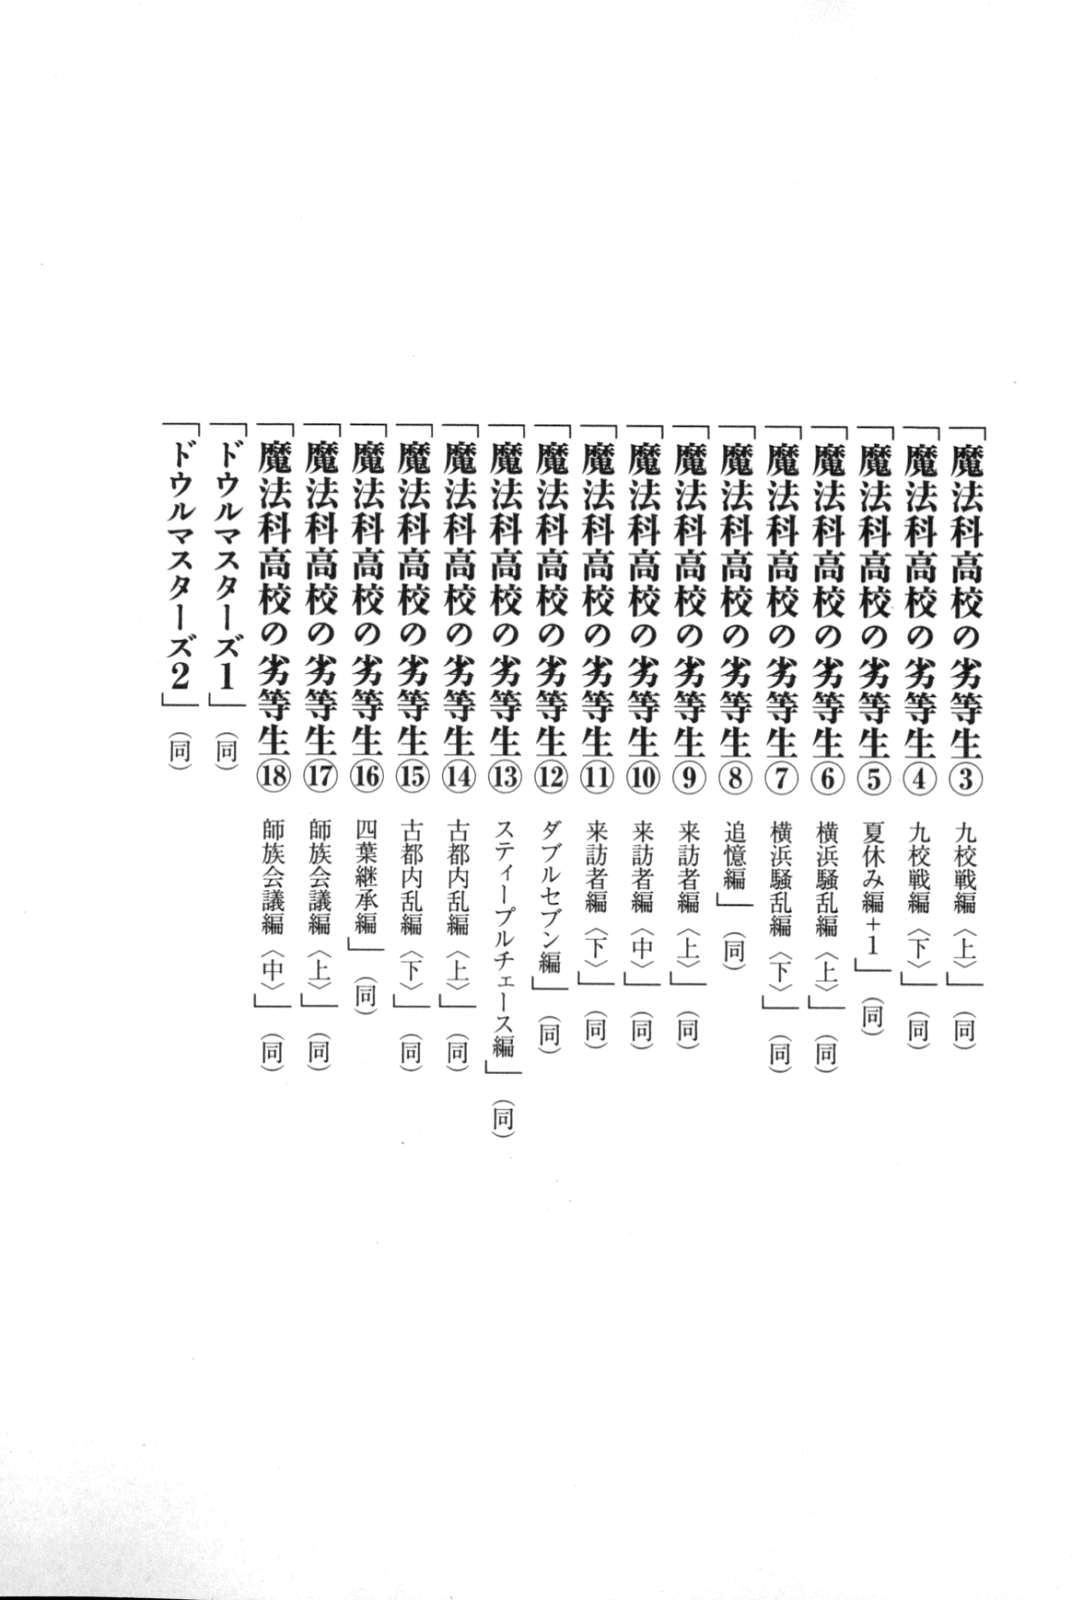 「魔法科高校の劣等生③ 九校戦編〈上〉」(同)
「魔法科高校の劣等生④ 九校戦編〈下〉」(同)
「魔法科高校の劣等生⑤ 夏休み編+1」(同)
「魔法科高校の劣等生⑥ 横浜騒乱編〈上〉」(同)
「魔法科高校の劣等生⑦ 横浜騒乱編〈下〉」(同)
「魔法科高校の劣等生⑧ 追憶編」(同)
「魔法科高校の劣等生⑨ 来訪者編〈上〉」(同)
「魔法科高校の劣等生⑩ 来訪者編〈中〉」(同)
「魔法科高校の劣等生⑪ 来訪者編〈下〉」(同)
「魔法科高校の劣等生⑫ ダブルセブン編」(同)
「魔法科高校の劣等生⑬ スティープルチェース編」(同)
「魔法科高校の劣等生⑭ 古都内乱編〈上〉」(同)
「魔法科高校の劣等生⑮ 古都内乱編〈下〉」(同)
「魔法科高校の劣等生⑯ 四葉継承編」(同)
「魔法科高校の劣等生⑰ 師族会議編〈上〉」(同)
「魔法科高校の劣等生⑱ 師族会議編〈中〉」(同)
「ドウルマスターズ1」(同)
「ドウルマスターズ2」(同)